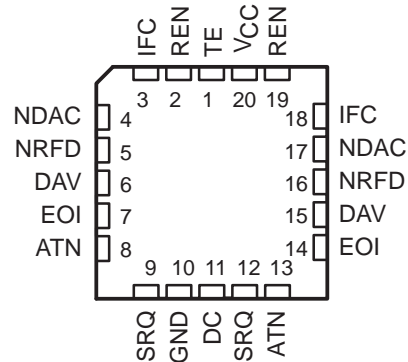 IFC REN TE VCC REN
3 2 1 20 19
NDAC 4 18 IFC
NRFD 5 17 NDAC
DAV 6 16 NRFD
EOI 7 15 DAV
ATN 8 14 EOI
9 10 11 12 13
SRQ GND DC SRQ ATN